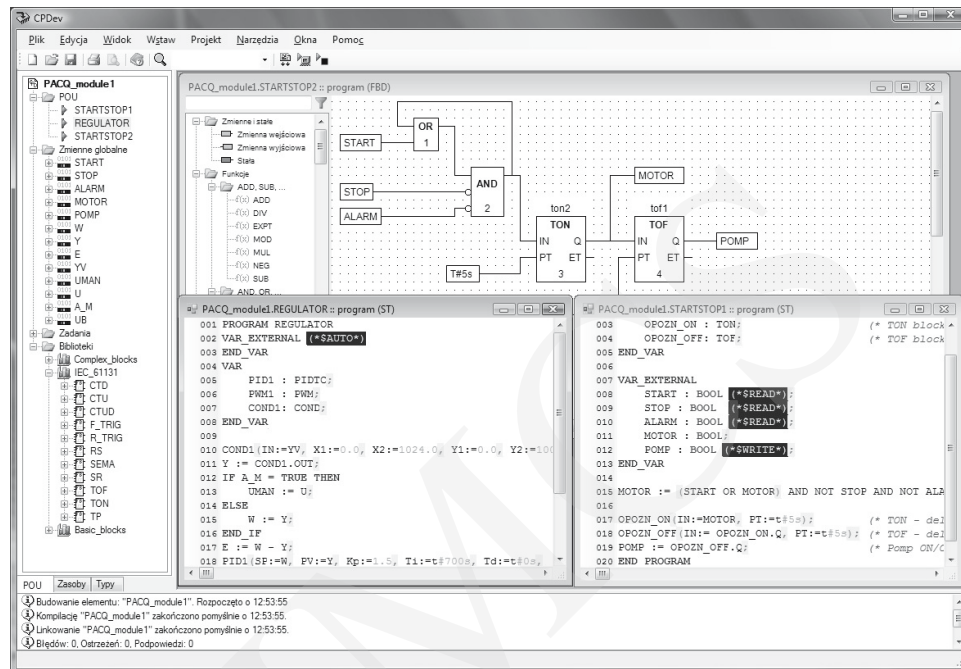 CPDev
Plik Edycja Widok Wstaw Projekt Narzędzia Okna Pomoc
PACQ_module1
POU
STARTSTOP1
REGULATOR
STARTSTOP2
Zmienne globalne
START
STOP
ALARM
MOTOR
POMP
W
Y
E
YV
UMAN
U
A_M
UB
Zadania
Biblioteki
Complex_blocks
IEC_61131
CTD
CTU
CTUD
F_TRIG
R_TRIG
RS
SEMA
SR
TOF
TON
TP
Basic_blocks
POU Zasoby Typy
PACQ_module1.STARTSTOP2 :: program (FBD)
Zmienne i stałe
Zmienna wejściowa
Zmienna wyjściowa
Stała
Funkcje
ADD, SUB, ...
f(x) ADD
f(x) DIV
f(x) EXPT
f(x) MOD
f(x) MUL
f(x) NEG
f(x) SUB
AND, OR, ...
START
OR
1
STOP
ALARM
AND
2
T#5s
ton2
TON
IN Q
PT ET
3
MOTOR
tof1
TOF
IN Q
PT ET
4
POMP
PACQ_module1.REGULATOR :: program (ST)
001 PROGRAM REGULATOR
002 VAR_EXTERNAL (*$AUTO*)
003 END_VAR
004 VAR
005 PID1 : PIDTC;
006 PWM1 : PWM;
007 COND1: COND;
008 END_VAR
009
010 COND1(IN:=YV, X1:=0.0, X2:=1024.0, Y1:=0.0, Y2:=100
011 Y := COND1.OUT;
012 IF A_M = TRUE THEN
013 UMAN := U;
014 ELSE
015 W := Y;
016 END_IF
017 E := W - Y;
018 PID1(SP:=W, PV:=Y, Kp:=1.5, Ti:=t#700s, Td:=t#0s,
PACQ_module1.STARTSTOP1 :: program (ST)
003 OPOZN_ON : TON; (* TON block
004 OPOZN_OFF: TOF; (* TOF block
005 END_VAR
006
007 VAR_EXTERNAL
008 START : BOOL (*$READ*);
009 STOP : BOOL (*$READ*);
010 ALARM : BOOL (*$READ*);
011 MOTOR : BOOL;
012 POMP : BOOL (*$WRITE*);
013 END_VAR
014
015 MOTOR := (START OR MOTOR) AND NOT STOP AND NOT ALA
017 OPOZN_ON(IN:=MOTOR, PT:=t#5s); (* TON - del
018 OPOZN_OFF(IN:= OPOZN_ON.Q, PT:=t#5s); (* TOF - del
019 POMP := OPOZN_OFF.Q; (* Pomp ON/O
020 END_PROGRAM
Budowanie elementu: "PACQ_module1". Rozpoczęto o 12:53:55
Kompilację "PACQ_module1" zakończono pomyślnie o 12:53:55.
Linkowanie "PACQ_module1" zakończono pomyślnie o 12:53:55.
Błędów: 0, Ostrzeżeń: 0, Podpowiedzi: 0